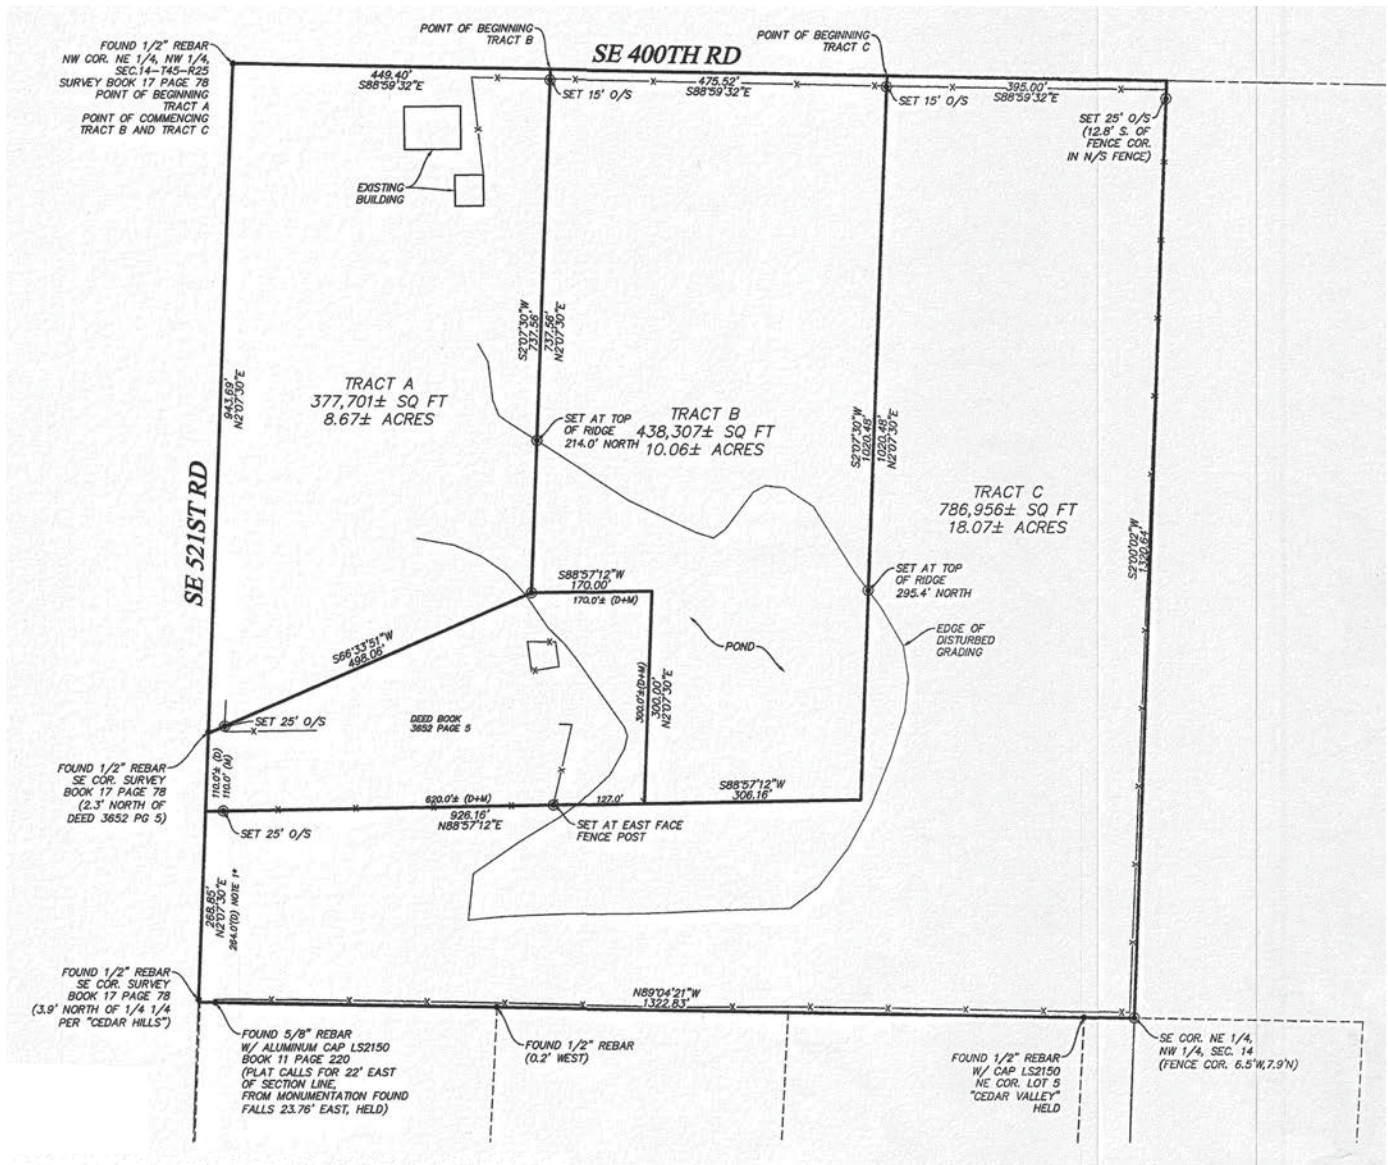 FOUND 1/2" REBAR
NW COR. NE 1/4, NW 1/4,
SEC.14-T45-R25
SURVEY BOOK 17 PAGE 78
POINT OF BEGINNING
TRACT A
POINT OF COMMENCING
TRACT B AND TRACT C
POINT OF BEGINNING
TRACT B
SE 400TH RD
POINT OF BEGINNING
TRACT C
449.40'
S88°59'32"E
SET 15' O/S
475.52'
S88°59'32"E
SET 15' O/S
395.00'
S88°59'32"E
SET 25' O/S
(12.8' S. OF
FENCE COR.
IN N/S FENCE)
EXISTING
BUILDING
S2°07'30"W
737.56'
737.56'
N2°07'30"E
943.69'
N2°07'30"E
TRACT A
377,701± SQ FT
8.67± ACRES
SET AT TOP
OF RIDGE
214.0' NORTH
TRACT B
438,307± SQ FT
10.06± ACRES
S2°07'30"W
1020.48'
1020.48'
N2°07'30"E
TRACT C
786,956± SQ FT
18.07± ACRES
S2°00'02"W
1320.64'
SE 521ST RD
S88°57'12"W
170.00'
170.0'± (D+M)
SET AT TOP
OF RIDGE
295.4' NORTH
S66°33'51"W
498.06'
POND
EDGE OF
DISTURBED
GRADING
300.0'±(D+M)
300.00'
N2°07'30"E
SET 25' O/S
DEED BOOK
3652 PAGE 5
FOUND 1/2" REBAR
SE COR. SURVEY
BOOK 17 PAGE 78
(2.3' NORTH OF
DEED 3652 PG 5)
110.0'± (D)
110.0' (M)
SET 25' O/S
620.0'± (D+M)
926.16'
N88°57'12"E
127.0'
S88°57'12"W
306.16'
SET AT EAST FACE
FENCE POST
268.85'
N2°07'30"E
264.0'(D) NOTE 1*
FOUND 1/2" REBAR
SE COR. SURVEY
BOOK 17 PAGE 78
(3.9' NORTH OF 1/4 1/4
PER "CEDAR HILLS")
N89°04'21"W
1322.83'
FOUND 5/8" REBAR
W/ ALUMINUM CAP LS2150
BOOK 11 PAGE 220
(PLAT CALLS FOR 22' EAST
OF SECTION LINE,
FROM MONUMENTATION FOUND
FALLS 23.76' EAST, HELD)
FOUND 1/2" REBAR
(0.2' WEST)
FOUND 1/2" REBAR
W/ CAP LS2150
NE COR. LOT 5
"CEDAR VALLEY"
HELD
SE COR. NE 1/4,
NW 1/4, SEC. 14
(FENCE COR. 6.5'W,7.9'N)